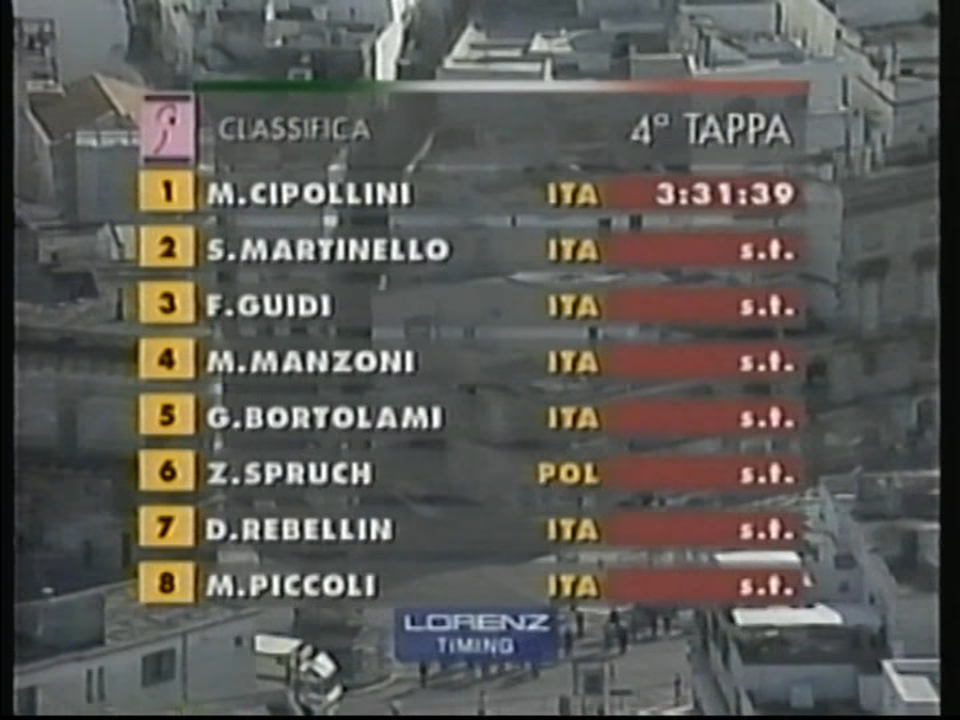 CLASSIFICA 4ª TAPPA
1 M.CIPOLLINI ITA 3:31:39
2 S.MARTINELLO ITA s.t.
3 F.GUIDI ITA s.t.
4 M.MANZONI ITA s.t.
5 G.BORTOLAMI ITA s.t.
6 Z.SPRUCH POL s.t.
7 D.REBELLIN ITA s.t.
8 M.PICCOLI ITA s.t.
LORENZ
TIMING